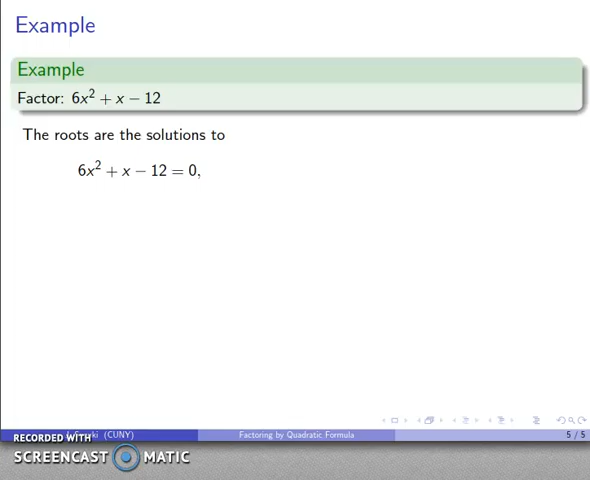 Example
Example
Factor: 6x² + x − 12
The roots are the solutions to
6x² + x − 12 = 0,
(CUNY)
Factoring by Quadratic Formula
5 / 5
RECORDED WITH
SCREENCAST MATIC